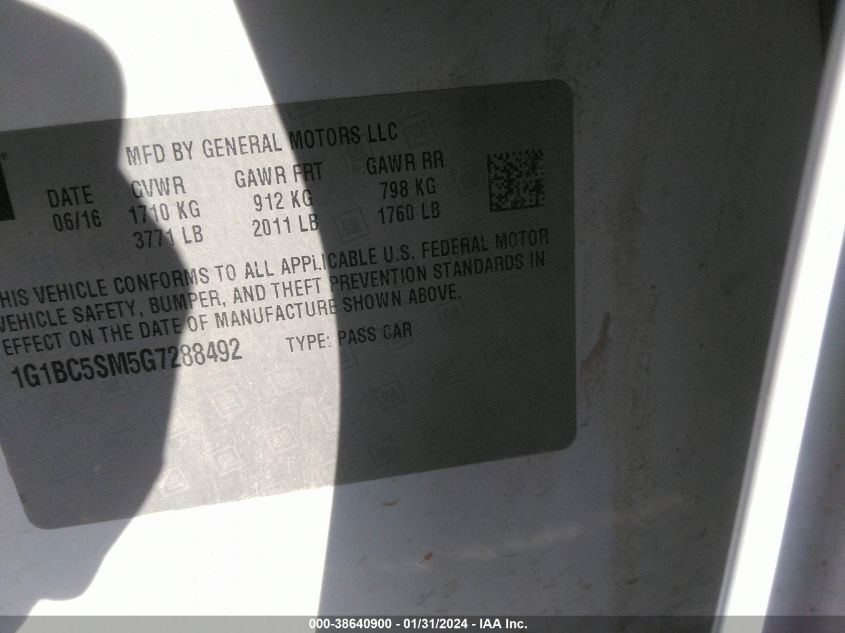 MFD BY GENERAL MOTORS LLC
DATE GVWR GAWR FRT GAWR RR
06/16 1710 KG 912 KG 798 KG
3771 LB 2011 LB 1760 LB
HIS VEHICLE CONFORMS TO ALL APPLICABLE U.S. FEDERAL MOTOR
VEHICLE SAFETY, BUMPER, AND THEFT PREVENTION STANDARDS IN
EFFECT ON THE DATE OF MANUFACTURE SHOWN ABOVE.
1G1BC5SM5G7288492 TYPE: PASS CAR
000-38640900 - 01/31/2024 - IAA Inc.